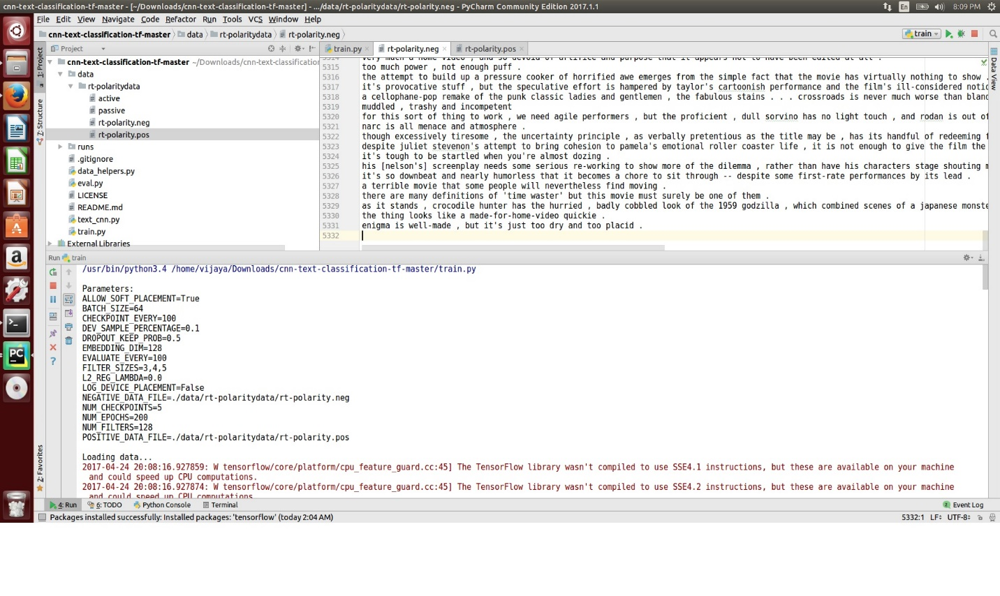 cnn-text-classification-tf-master - [~/Downloads/cnn-text-classification-tf-master] - .../data/rt-polaritydata/rt-polarity.neg - PyCharm Community Edition 2017.1.1
En 8:09 PM
File Edit View Navigate Code Refactor Run Tools VCS Window Help
cnn-text-classification-tf-master data rt-polaritydata rt-polarity.neg train
Project train.py rt-polarity.neg rt-polarity.pos
1: Project
7: Structure
2: Favorites
Data View
cnn-text-classification-tf-master ~/Downloads/cnn-text-classification
data
rt-polaritydata
active
passive
rt-polarity.neg
rt-polarity.pos
runs
.gitignore
data_helpers.py
eval.py
LICENSE
README.md
text_cnn.py
train.py
External Libraries
5314 very much a home video , and so devoid of artifice and purpose that it appears not to have been edited at all .
5315 too much power , not enough puff .
5316 the attempt to build up a pressure cooker of horrified awe emerges from the simple fact that the movie has virtually nothing to show .
5317 it's provocative stuff , but the speculative effort is hampered by taylor's cartoonish performance and the film's ill-considered notio
5318 a cellophane-pop remake of the punk classic ladies and gentlemen , the fabulous stains . . . crossroads is never much worse than bland
5319 muddled , trashy and incompetent
5320 for this sort of thing to work , we need agile performers , but the proficient , dull sorvino has no light touch , and rodan is out of
5321 narc is all menace and atmosphere .
5322 though excessively tiresome , the uncertainty principle , as verbally pretentious as the title may be , has its handful of redeeming f
5323 despite juliet stevenon's attempt to bring cohesion to pamela's emotional roller coaster life , it is not enough to give the film the
5324 it's tough to be startled when you're almost dozing .
5325 his [nelson's] screenplay needs some serious re-working to show more of the dilemma , rather than have his characters stage shouting m
5326 it's so downbeat and nearly humorless that it becomes a chore to sit through -- despite some first-rate performances by its lead .
5327 a terrible movie that some people will nevertheless find moving .
5328 there are many definitions of 'time waster' but this movie must surely be one of them .
5329 as it stands , crocodile hunter has the hurried , badly cobbled look of the 1959 godzilla , which combined scenes of a japanese monste
5330 the thing looks like a made-for-home-video quickie .
5331 enigma is well-made , but it's just too dry and too placid .
5332
Run train
/usr/bin/python3.4 /home/vijaya/Downloads/cnn-text-classification-tf-master/train.py
Parameters:
ALLOW_SOFT_PLACEMENT=True
BATCH_SIZE=64
CHECKPOINT_EVERY=100
DEV_SAMPLE_PERCENTAGE=0.1
DROPOUT_KEEP_PROB=0.5
EMBEDDING_DIM=128
EVALUATE_EVERY=100
FILTER_SIZES=3,4,5
L2_REG_LAMBDA=0.0
LOG_DEVICE_PLACEMENT=False
NEGATIVE_DATA_FILE=./data/rt-polaritydata/rt-polarity.neg
NUM_CHECKPOINTS=5
NUM_EPOCHS=200
NUM_FILTERS=128
POSITIVE_DATA_FILE=./data/rt-polaritydata/rt-polarity.pos
Loading data...
2017-04-24 20:08:16.927859: W tensorflow/core/platform/cpu_feature_guard.cc:45] The TensorFlow library wasn't compiled to use SSE4.1 instructions, but these are available on your machine
and could speed up CPU computations.
2017-04-24 20:08:16.927874: W tensorflow/core/platform/cpu_feature_guard.cc:45] The TensorFlow library wasn't compiled to use SSE4.2 instructions, but these are available on your machine
and could speed up CPU computations.
4: Run 6: TODO Python Console Terminal 2 Event Log
Packages installed successfully: Installed packages: 'tensorflow' (today 2:04 AM) 5332:1 LF UTF-8